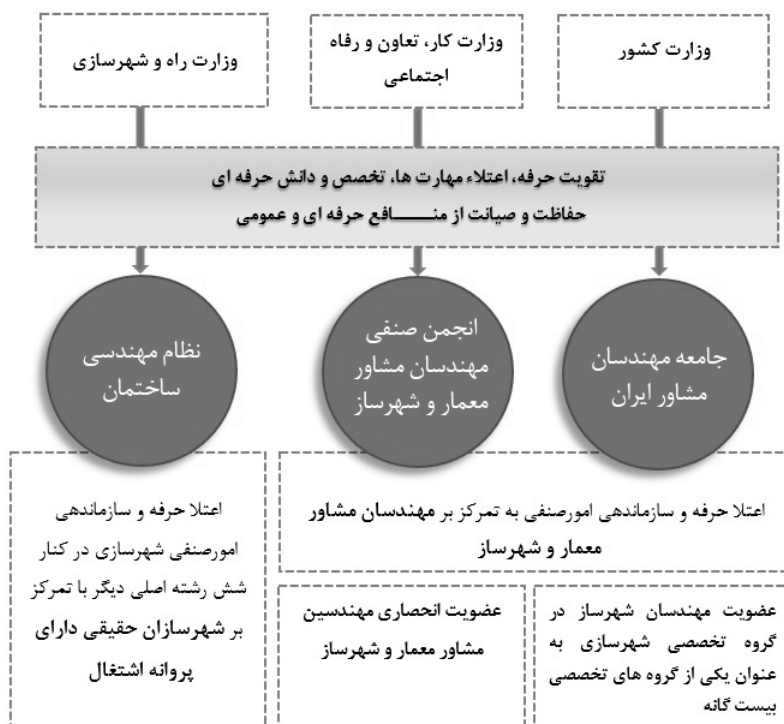 وزارت کشور
وزارت کار، تعاون و رفاه
اجتماعی
وزارت راه و شهرسازی
تقویت حرفه، اعتلاء مهارت ها، تخصص و دانش حرفه ای
حفاظت و صیانت از منــــــافع حرفه ای و عمومی
جامعه مهندسان
مشاور ایران
انجمن صنفی
مهندسان مشاور
معمار و شهرساز
نظام مهندسی
ساختمان
اعتلا حرفه و سازماندهی امورصنفی به تمرکز بر مهندسان مشاور
معمار و شهرساز
عضویت مهندسان شهرساز در
گروه تخصصی شهرسازی به
عنوان یکی از گروه های تخصصی
بیست گانه
عضویت انحصاری مهندسین
مشاور معمار و شهرساز
اعتلا حرفه و سازماندهی
امورصنفی شهرسازی در کنار
شش رشته اصلی دیگر با تمرکز
بر شهرسازان حقیقی دارای
پروانه اشتغال